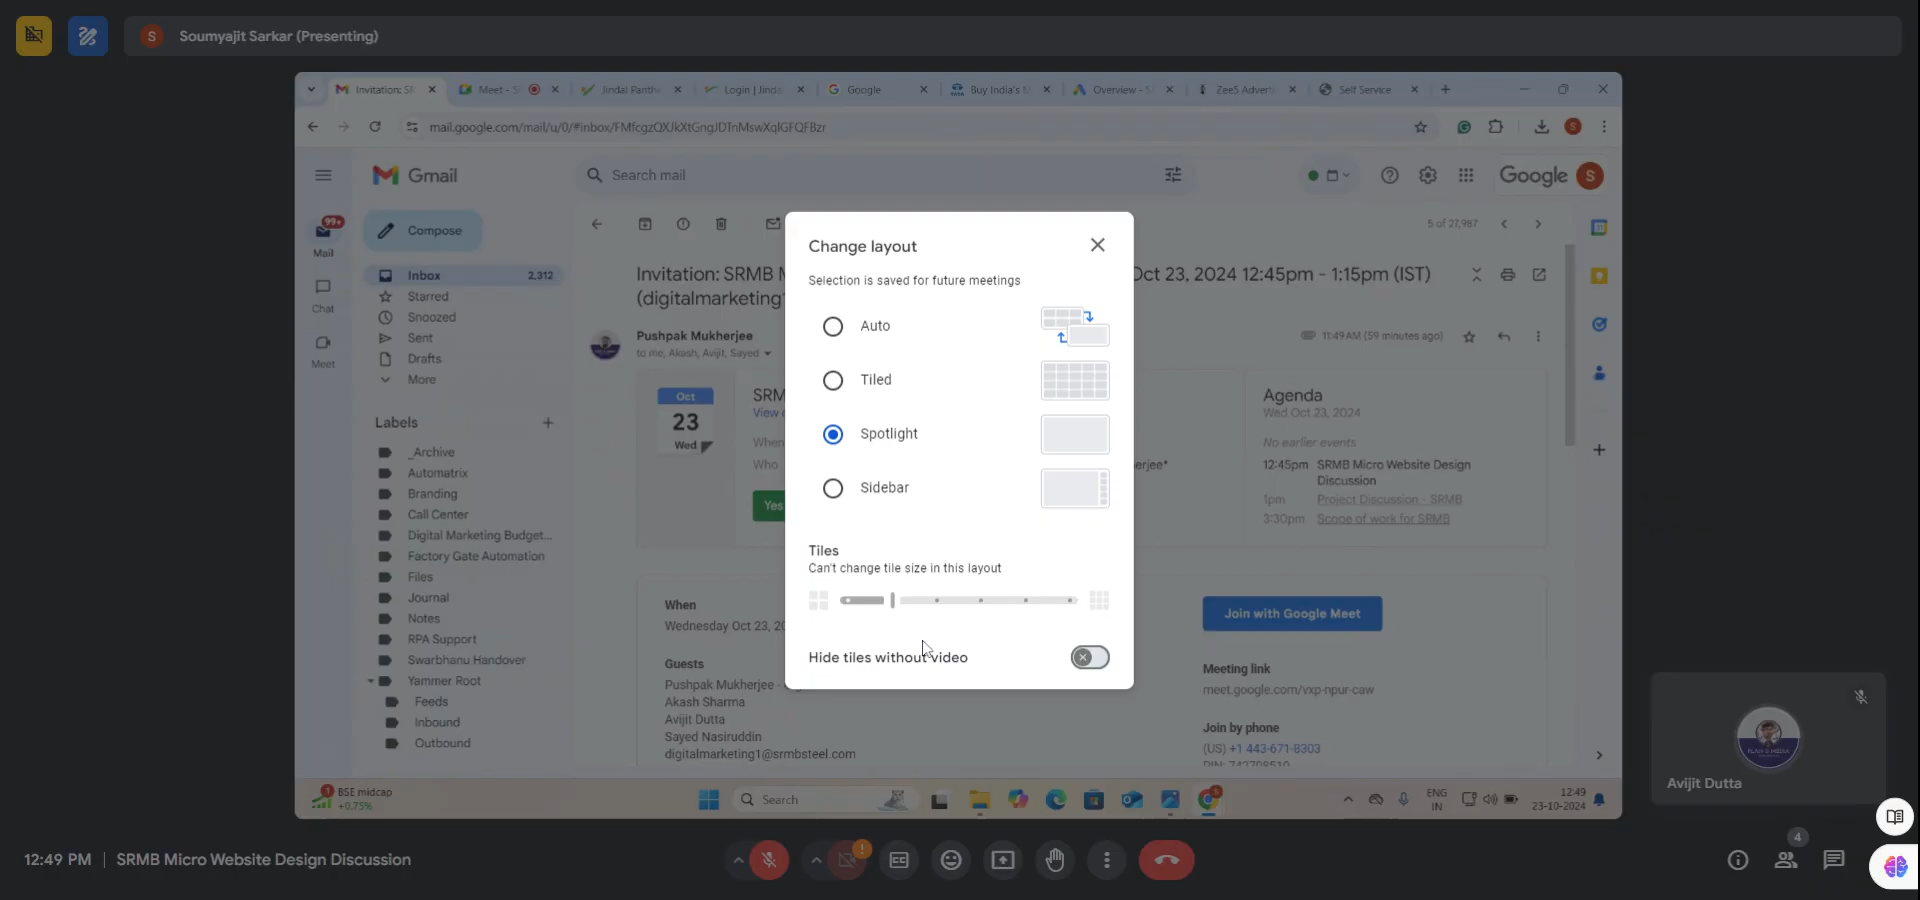 S Soumyajit Sarkar (Presenting)
Invitation: SR
Meet - S
Jindal Panth
Login | Jinda
Google
Buy India's M
Overview - S
Zee5 Advert
Self Service
mail.google.com/mail/u/0/#inbox/FMfcgzQXJkXtGngJDTnMswXqlGFQFBzr
S
Gmail
Search mail
Google S
99+
Mail
Chat
Meet
Compose
Inbox 2,312
Starred
Snoozed
Sent
Drafts
More
Labels
_Archive
Automatrix
Branding
Call Center
Digital Marketing Budget...
Factory Gate Automation
Files
Journal
Notes
RPA Support
Swarbhanu Handover
Yammer Root
Feeds
Inbound
Outbound
5 of 27,987
Invitation: SRMB M
Oct 23, 2024 12:45pm - 1:15pm (IST)
(digitalmarketing
Pushpak Mukherjee
to me, Akash, Avijit, Sayed
11:49 AM (59 minutes ago)
Oct
23
Wed
SRM
View
When
Who
erjee*
Yes
Agenda
Wed Oct 23, 2024
No earlier events
12:45pm SRMB Micro Website Design
Discussion
1pm Project Discussion - SRMB
3:30pm Scope of work for SRMB
When
Wednesday Oct 23, 20
Guests
Pushpak Mukherjee -
Akash Sharma
Avijit Dutta
Sayed Nasiruddin
digitalmarketing1@srmbsteel.com
Join with Google Meet
Meeting link
meet.google.com/vxp-npur-caw
Join by phone
(US) +1 443-671-8303
Change layout
Selection is saved for future meetings
Auto
Tiled
Spotlight
Sidebar
Tiles
Can't change tile size in this layout
Hide tiles without video
1
BSE midcap
+0.75%
Search
ENG
IN
12:49
23-10-2024
Avijit Dutta
12:49 PM | SRMB Micro Website Design Discussion
4